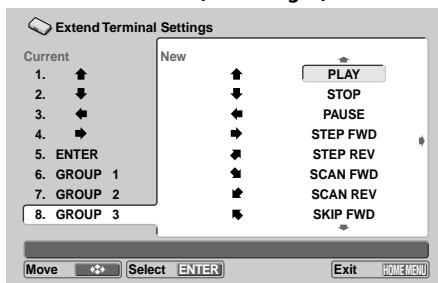 Extend Terminal Settings
Current New
1. ⬆ ⬆ PLAY
2. ⬇ ⬇ STOP
3. ⬅ ⬅ PAUSE
4. ➡ ➡ STEP FWD
5. ENTER STEP REV
6. GROUP 1 SCAN FWD
7. GROUP 2 SCAN REV
8. GROUP 3 SKIP FWD
Move Select ENTER Exit HOME MENU